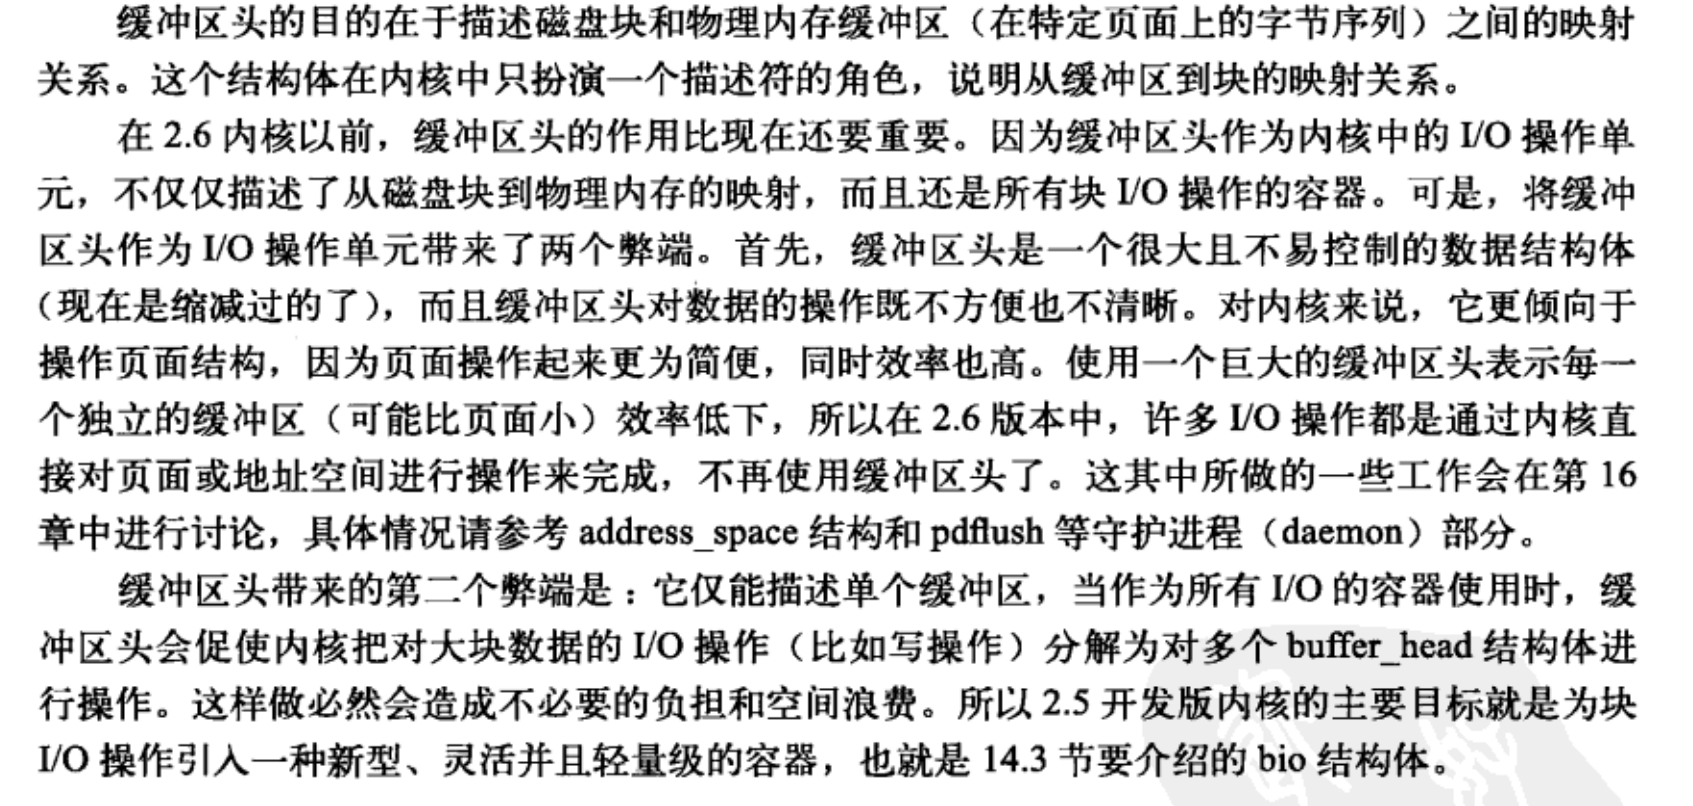 缓冲区头的目的在于描述磁盘块和物理内存缓冲区（在特定页面上的字节序列）之间的映射
关系。这个结构体在内核中只扮演一个描述符的角色，说明从缓冲区到块的映射关系。
在 2.6 内核以前，缓冲区头的作用比现在还要重要。因为缓冲区头作为内核中的 I/O 操作单
元，不仅仅描述了从磁盘块到物理内存的映射，而且还是所有块 I/O 操作的容器。可是，将缓冲
区头作为 I/O 操作单元带来了两个弊端。首先，缓冲区头是一个很大且不易控制的数据结构体
（现在是缩减过的了），而且缓冲区头对数据的操作既不方便也不清晰。对内核来说，它更倾向于
操作页面结构，因为页面操作起来更为简便，同时效率也高。使用一个巨大的缓冲区头表示每一
个独立的缓冲区（可能比页面小）效率低下，所以在 2.6 版本中，许多 I/O 操作都是通过内核直
接对页面或地址空间进行操作来完成，不再使用缓冲区头了。这其中所做的一些工作会在第 16
章中进行讨论，具体情况请参考 address_space 结构和 pdflush 等守护进程（daemon）部分。
缓冲区头带来的第二个弊端是：它仅能描述单个缓冲区，当作为所有 I/O 的容器使用时，缓
冲区头会促使内核把对大块数据的 I/O 操作（比如写操作）分解为对多个 buffer_head 结构体进
行操作。这样做必然会造成不必要的负担和空间浪费。所以 2.5 开发版内核的主要目标就是为块
I/O 操作引入一种新型、灵活并且轻量级的容器，也就是 14.3 节要介绍的 bio 结构体。